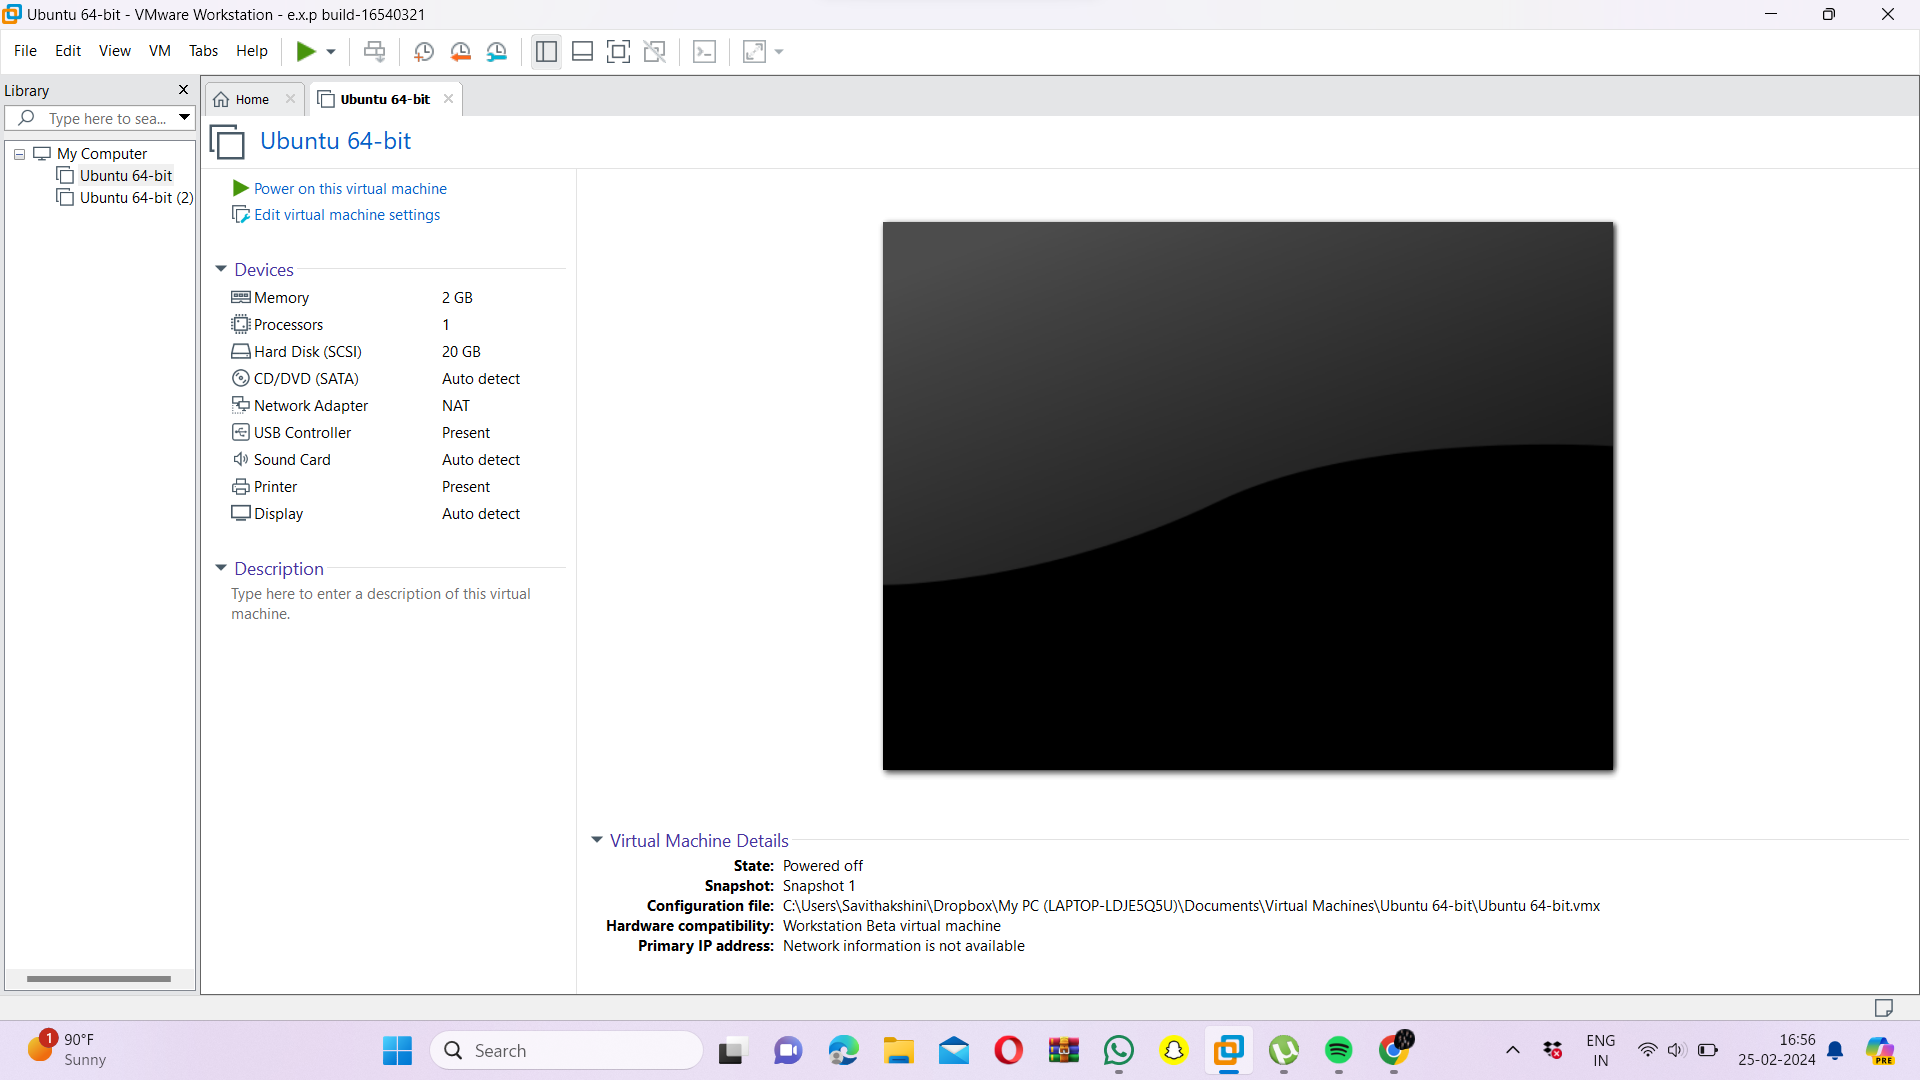 Ubuntu 64-bit - VMware Workstation - e.x.p build-16540321
File Edit View VM Tabs Help
Library
Type here to sea...
My Computer
Ubuntu 64-bit
Ubuntu 64-bit (2)
Home
Ubuntu 64-bit
Ubuntu 64-bit
Power on this virtual machine
Edit virtual machine settings
Devices
Memory 2 GB
Processors 1
Hard Disk (SCSI) 20 GB
CD/DVD (SATA) Auto detect
Network Adapter NAT
USB Controller Present
Sound Card Auto detect
Printer Present
Display Auto detect
Description
Type here to enter a description of this virtual
machine.
Virtual Machine Details
State: Powered off
Snapshot: Snapshot 1
Configuration file: C:\Users\Savithakshini\Dropbox\My PC (LAPTOP-LDJE5Q5U)\Documents\Virtual Machines\Ubuntu 64-bit\Ubuntu 64-bit.vmx
Hardware compatibility: Workstation Beta virtual machine
Primary IP address: Network information is not available
1
90°F
Sunny
Search
ENG
IN
16:56
25-02-2024
PRE